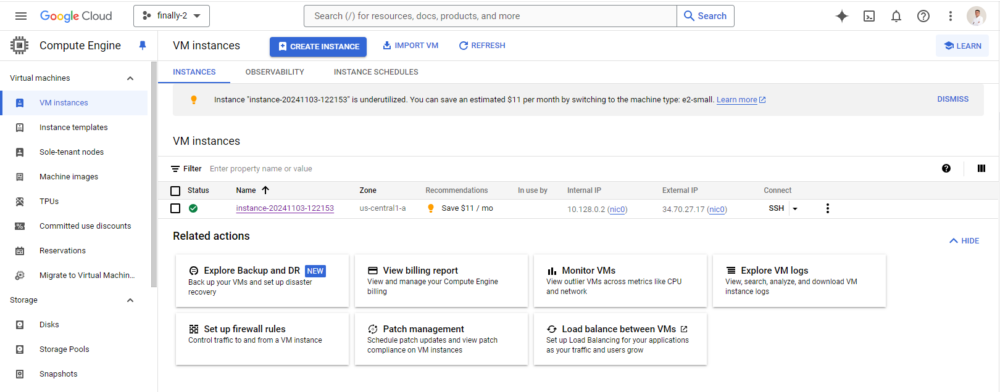 Google Cloud
finally-2
Search (/) for resources, docs, products, and more
Search
Compute Engine
VM instances
CREATE INSTANCE
IMPORT VM
REFRESH
LEARN
Virtual machines
VM instances
Instance templates
Sole-tenant nodes
Machine images
TPUs
Committed use discounts
Reservations
Migrate to Virtual Machin...
Storage
Disks
Storage Pools
Snapshots
INSTANCES
OBSERVABILITY
INSTANCE SCHEDULES
Instance "instance-20241103-122153" is underutilized. You can save an estimated $11 per month by switching to the machine type: e2-small. Learn more
DISMISS
VM instances
Filter Enter property name or value
Status Name Zone Recommendations In use by Internal IP External IP Connect
instance-20241103-122153 us-central1-a Save $11 / mo 10.128.0.2 (nic0) 34.70.27.17 (nic0) SSH
Related actions
HIDE
Explore Backup and DR NEW
Back up your VMs and set up disaster
recovery
View billing report
View and manage your Compute Engine
billing
Monitor VMs
View outlier VMs across metrics like CPU
and network
Explore VM logs
View, search, analyze, and download VM
instance logs
Set up firewall rules
Control traffic to and from a VM instance
Patch management
Schedule patch updates and view patch
compliance on VM instances
Load balance between VMs
Set up Load Balancing for your applications
as your traffic and users grow